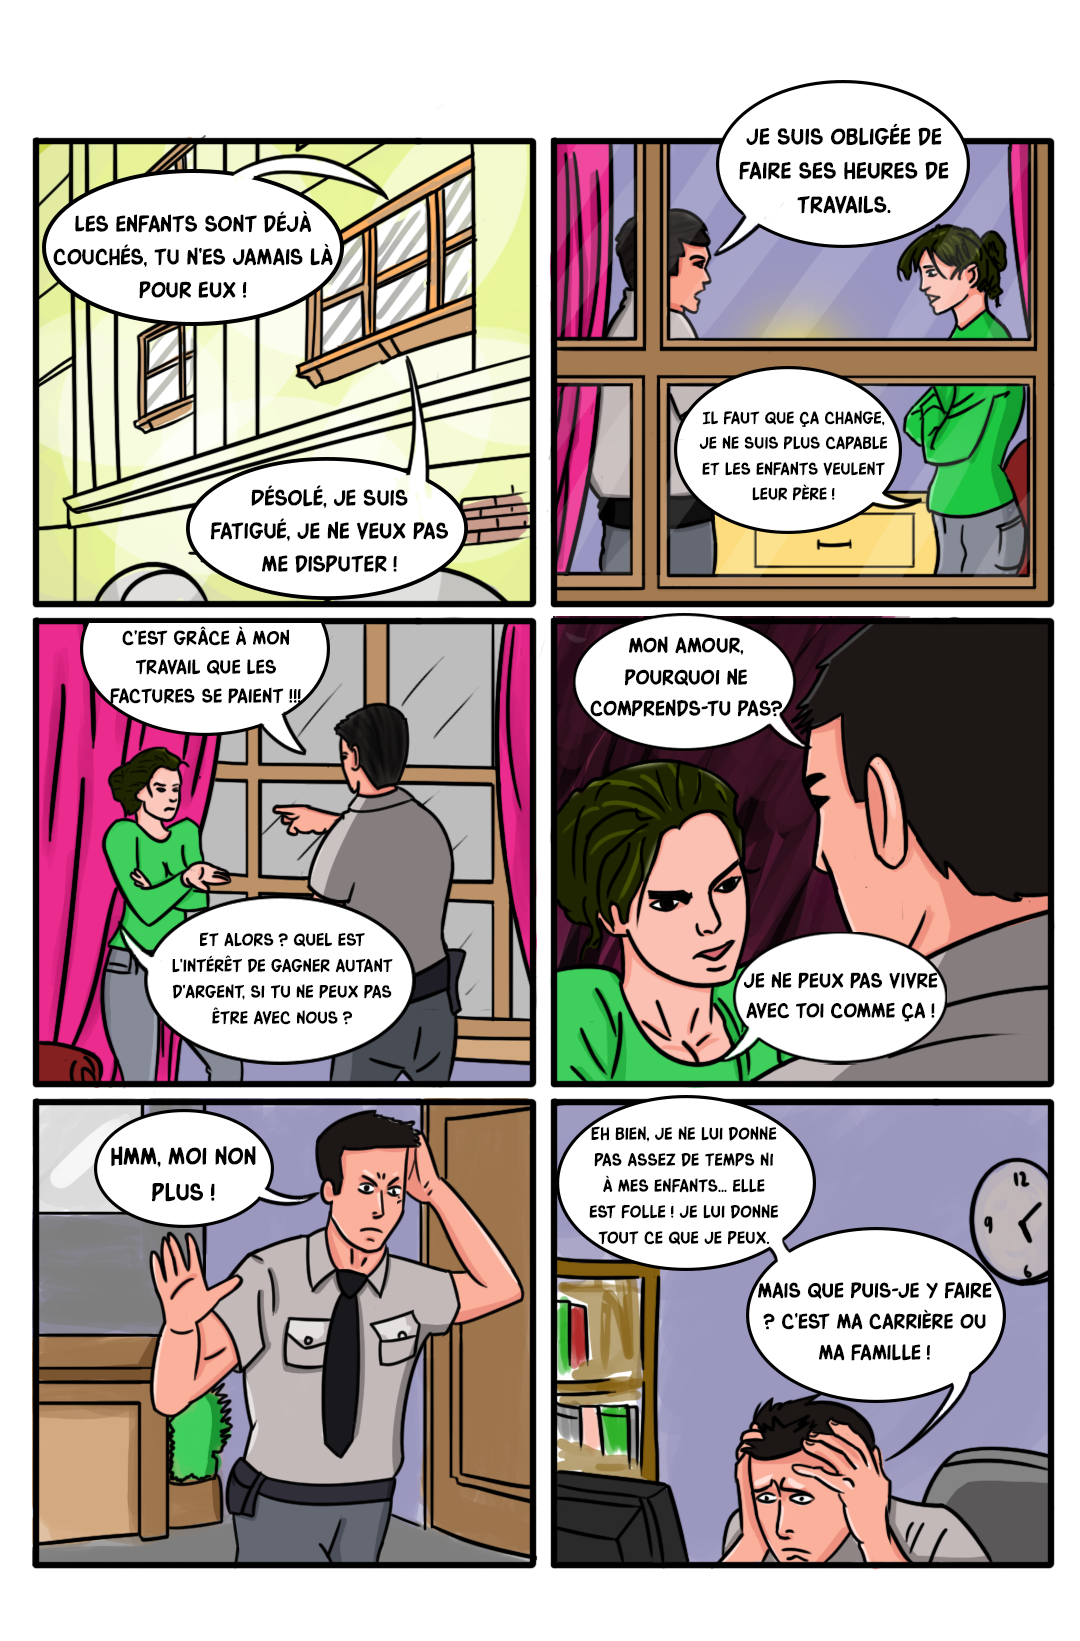 LES ENFANTS SONT DÉJÀ
COUCHÉS, TU N'ES JAMAIS LÀ
POUR EUX !
DÉSOLÉ, JE SUIS
FATIGUÉ, JE NE VEUX PAS
ME DISPUTER !
JE SUIS OBLIGÉE DE
FAIRE SES HEURES DE
TRAVAILS.
IL FAUT QUE ÇA CHANGE,
JE NE SUIS PLUS CAPABLE
ET LES ENFANTS VEULENT
LEUR PÈRE !
C'EST GRÂCE À MON
TRAVAIL QUE LES
FACTURES SE PAIENT !!!
ET ALORS ? QUEL EST
L'INTÉRÊT DE GAGNER AUTANT
D'ARGENT, SI TU NE PEUX PAS
ÊTRE AVEC NOUS ?
MON AMOUR,
POURQUOI NE
COMPRENDS-TU PAS?
JE NE PEUX PAS VIVRE
AVEC TOI COMME ÇA !
HMM, MOI NON
PLUS !
EH BIEN, JE NE LUI DONNE
PAS ASSEZ DE TEMPS NI
À MES ENFANTS... ELLE
EST FOLLE ! JE LUI DONNE
TOUT CE QUE JE PEUX.
MAIS QUE PUIS-JE Y FAIRE
? C'EST MA CARRIÈRE OU
MA FAMILLE !
12
9
6